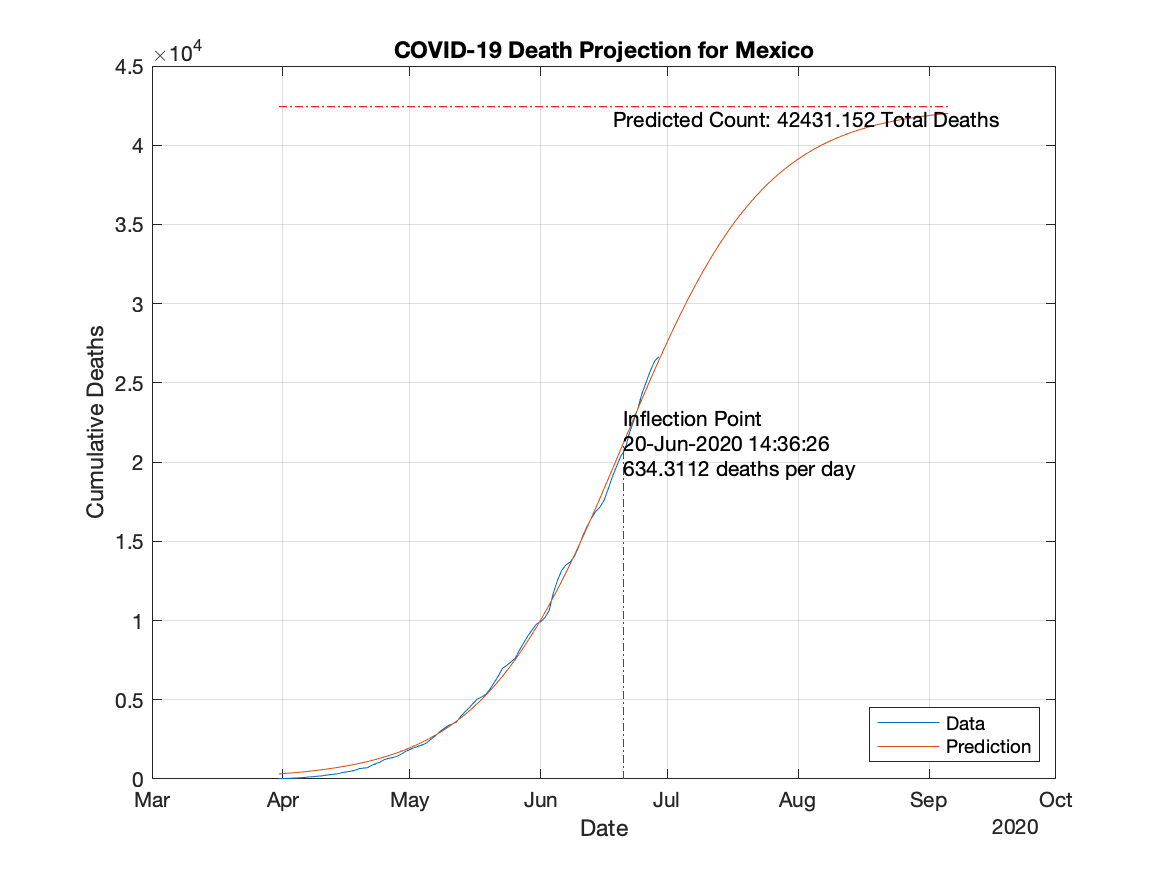 COVID-19 Death Projection for Mexico
×10⁴
4.5
4
3.5
3
2.5
2
1.5
1
0.5
0
Cumulative Deaths
Predicted Count: 42431.152 Total Deaths
Inflection Point
20-Jun-2020 14:36:26
634.3112 deaths per day
Data
Prediction
Mar Apr May Jun Jul Aug Sep Oct
Date
2020